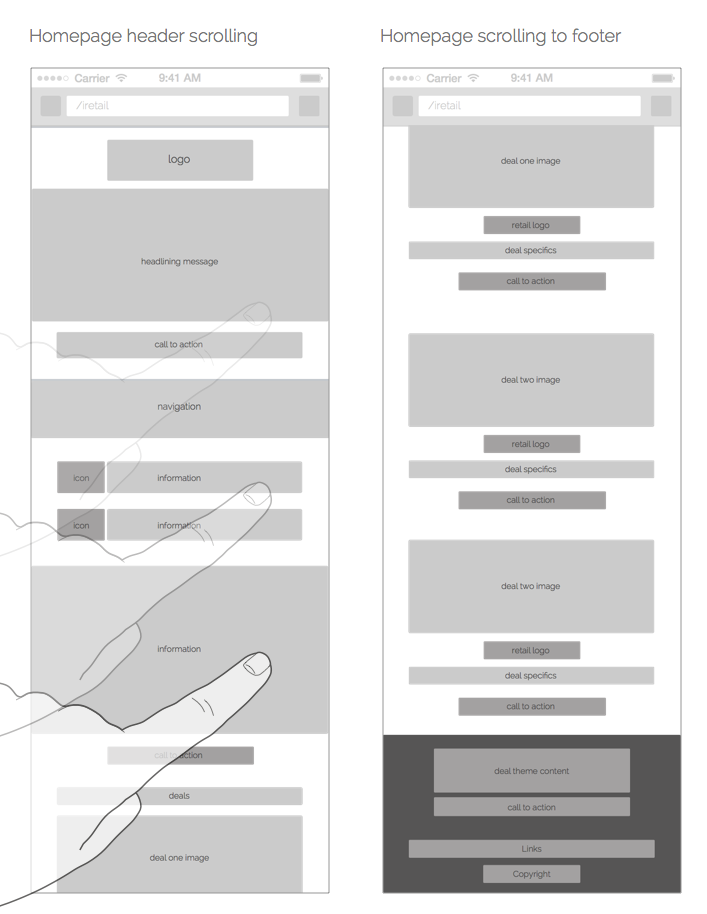 Homepage header scrolling
Carrier 9:41 AM
/iretail
logo
headlining message
call to action
navigation
icon information
icon information
information
call to action
deals
deal one image
Homepage scrolling to footer
Carrier 9:41 AM
/iretail
deal one image
retail logo
deal specifics
call to action
deal two image
retail logo
deal specifics
call to action
deal two image
retail logo
deal specifics
call to action
deal theme content
call to action
Links
Copyright